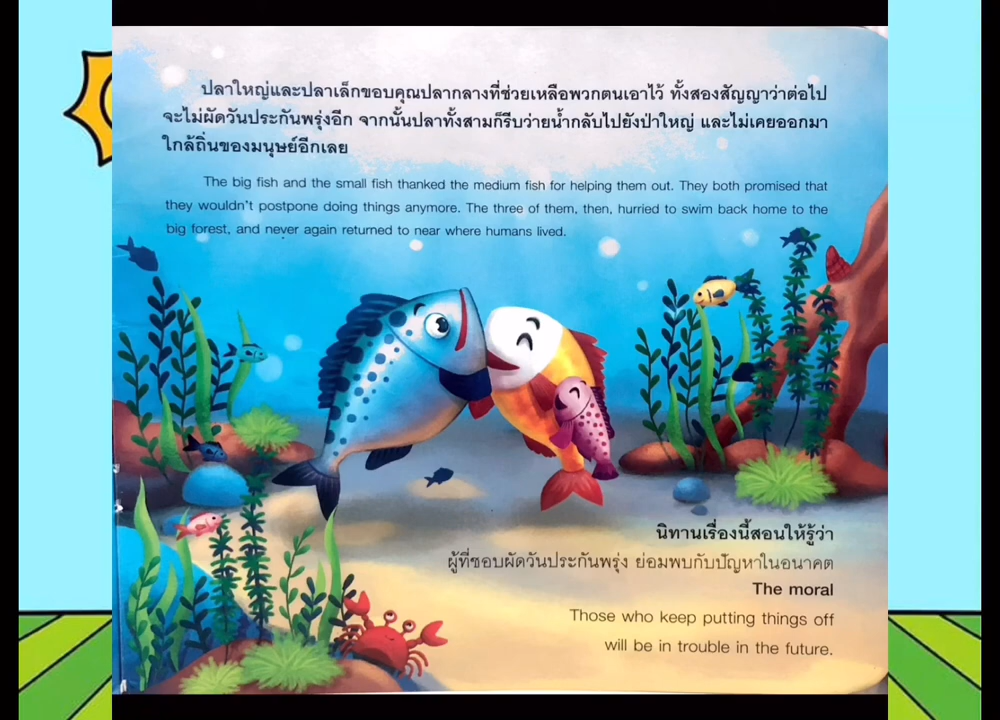 ปลาใหญ่และปลาเล็กขอบคุณปลากลางที่ช่วยเหลือพวกตนเอาไว้ ทั้งสองสัญญาว่าต่อไป
จะไม่ผัดวันประกันพรุ่งอีก จากนั้นปลาทั้งสามก็รีบว่ายน้ำกลับไปยังป่าใหญ่ และไม่เคยออกมา
ใกล้ถิ่นของมนุษย์อีกเลย
The big fish and the small fish thanked the medium fish for helping them out. They both promised that
they wouldn't postpone doing things anymore. The three of them, then, hurried to swim back home to the
big forest, and never again returned to near where humans lived.
นิทานเรื่องนี้สอนให้รู้ว่า
ผู้ที่ชอบผัดวันประกันพรุ่ง ย่อมพบกับปัญหาในอนาคต
The moral
Those who keep putting things off
will be in trouble in the future.